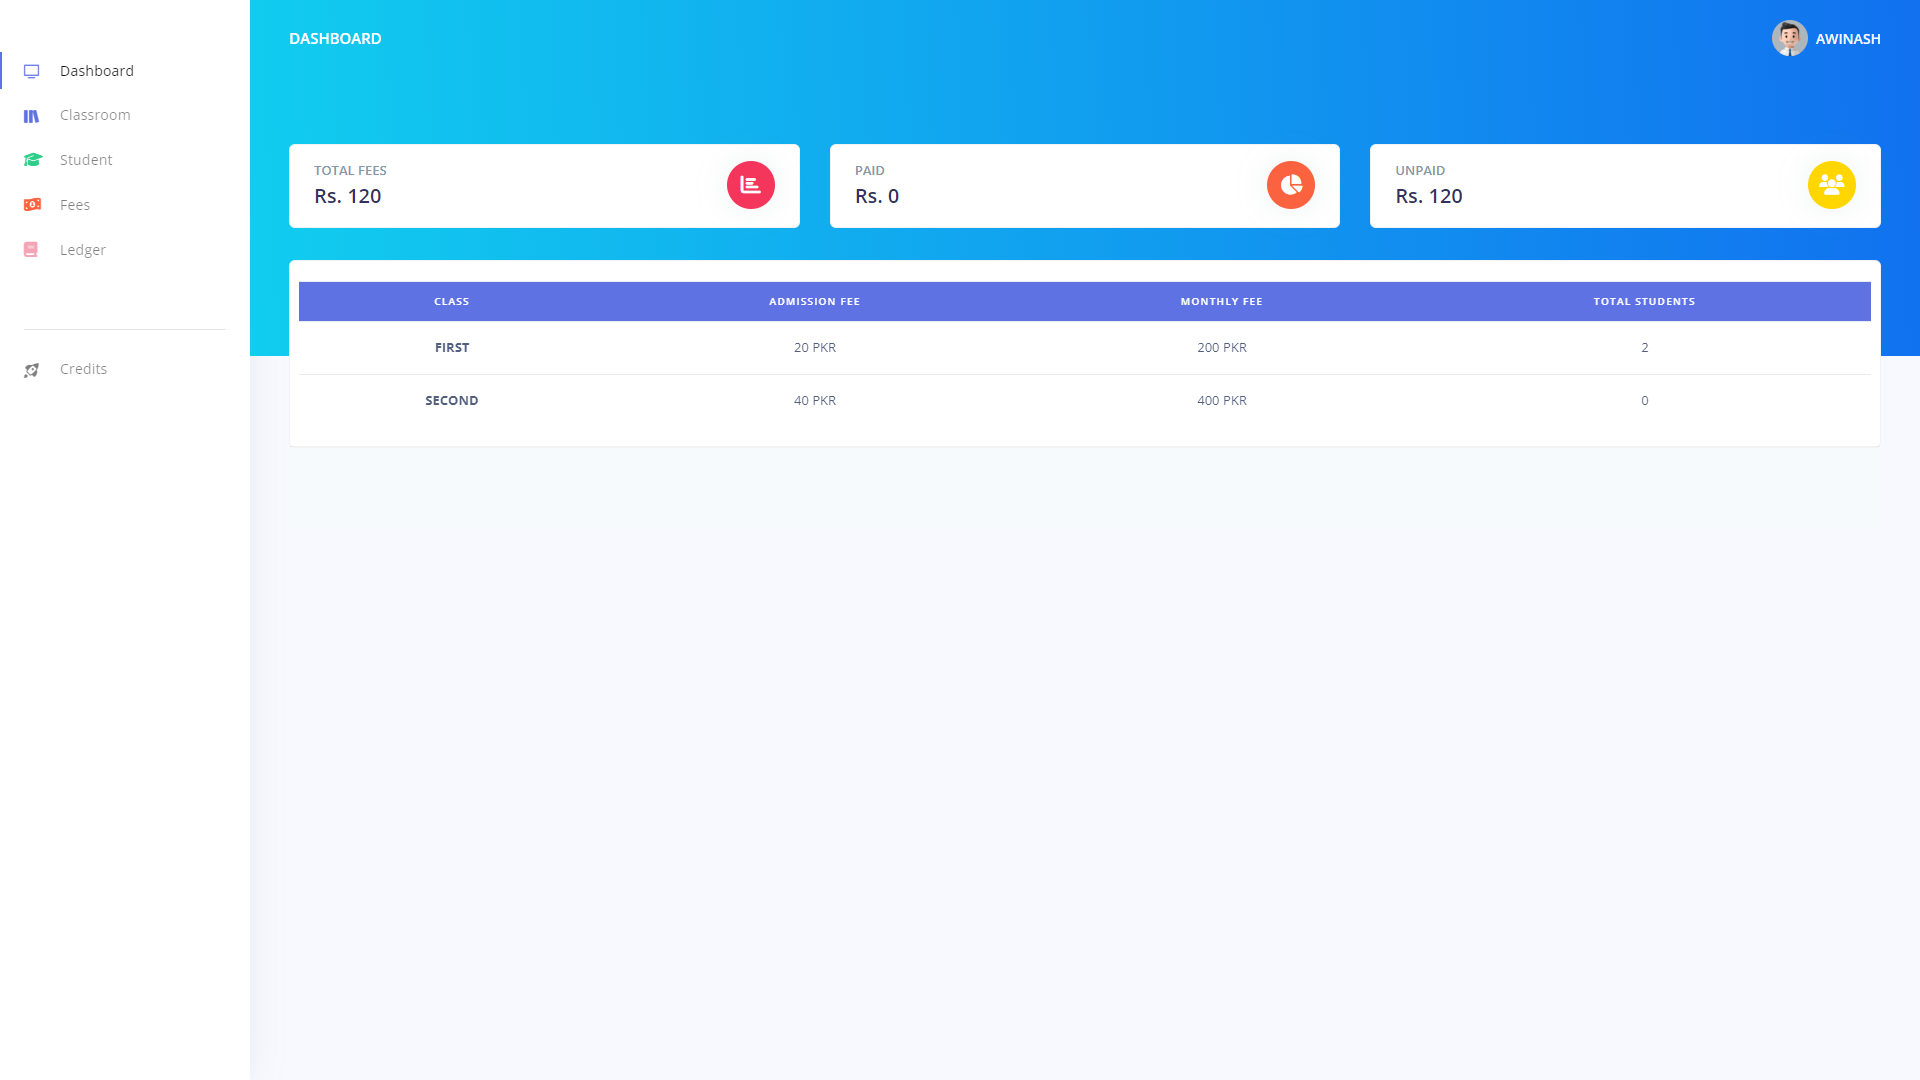 Dashboard
Classroom
Student
Fees
Ledger
Credits
DASHBOARD
AWINASH
TOTAL FEES
Rs. 120
PAID
Rs. 0
UNPAID
Rs. 120
CLASS ADMISSION FEE MONTHLY FEE TOTAL STUDENTS
FIRST 20 PKR 200 PKR 2
SECOND 40 PKR 400 PKR 0